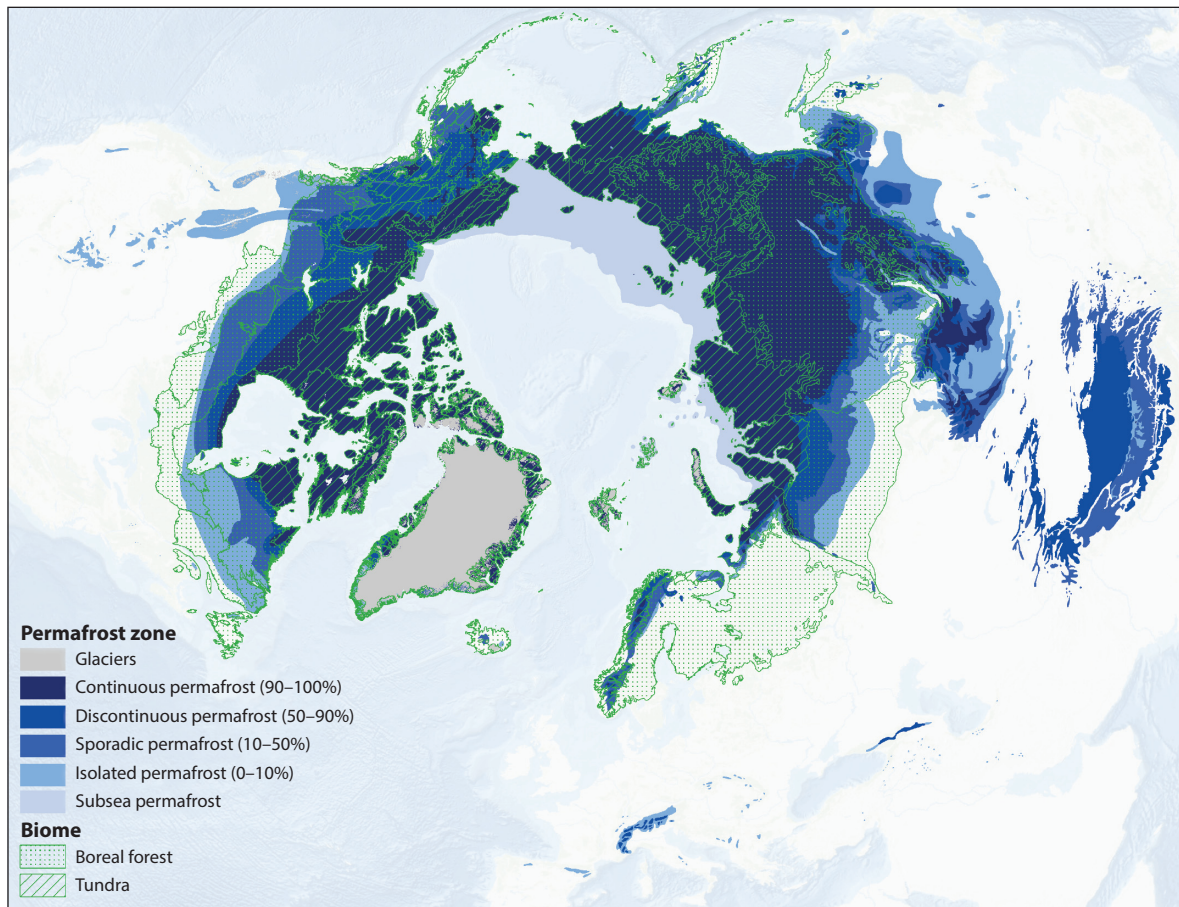 Permafrost zone
Glaciers
Continuous permafrost (90–100%)
Discontinuous permafrost (50–90%)
Sporadic permafrost (10–50%)
Isolated permafrost (0–10%)
Subsea permafrost
Biome
Boreal forest
Tundra